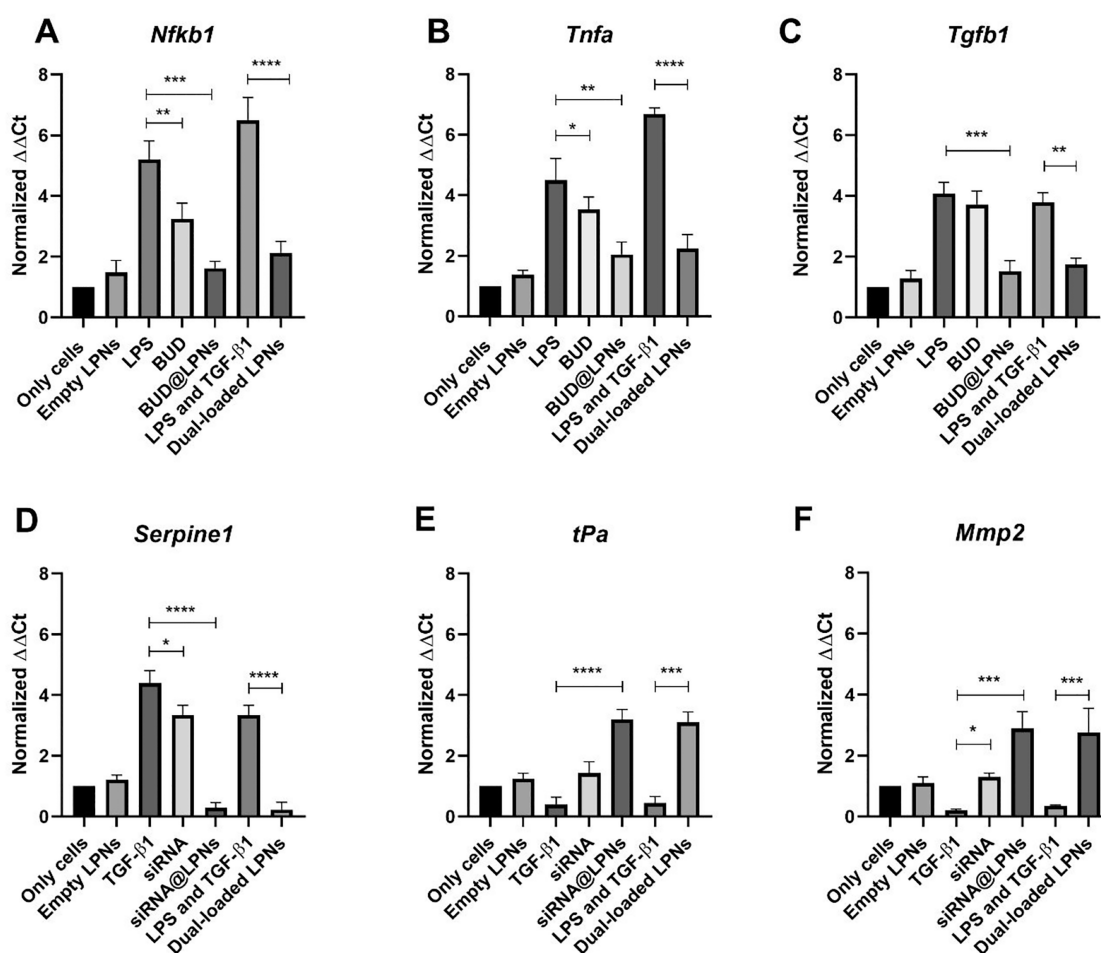 A
Nfkb1
Normalized ΔΔCt
8
6
4
2
0
***
**
****
Only cells
Empty LPNs
LPS
BUD
BUD@LPNs
LPS and TGF-β1
Dual-loaded LPNs
B
Tnfa
Normalized ΔΔCt
8
6
4
2
0
**
*
****
Only cells
Empty LPNs
LPS
BUD
BUD@LPNs
LPS and TGF-β1
Dual-loaded LPNs
C
Tgfb1
Normalized ΔΔCt
8
6
4
2
0
***
**
Only cells
Empty LPNs
LPS
BUD
BUD@LPNs
LPS and TGF-β1
Dual-loaded LPNs
D
Serpine1
Normalized ΔΔCt
8
6
4
2
0
****
*
****
Only cells
Empty LPNs
TGF-β1
siRNA
siRNA@LPNs
LPS and TGF-β1
Dual-loaded LPNs
E
tPa
Normalized ΔΔCt
8
6
4
2
0
****
***
Only cells
Empty LPNs
TGF-β1
siRNA
siRNA@LPNs
LPS and TGF-β1
Dual-loaded LPNs
F
Mmp2
Normalized ΔΔCt
8
6
4
2
0
***
*
***
Only cells
Empty LPNs
TGF-β1
siRNA
siRNA@LPNs
LPS and TGF-β1
Dual-loaded LPNs